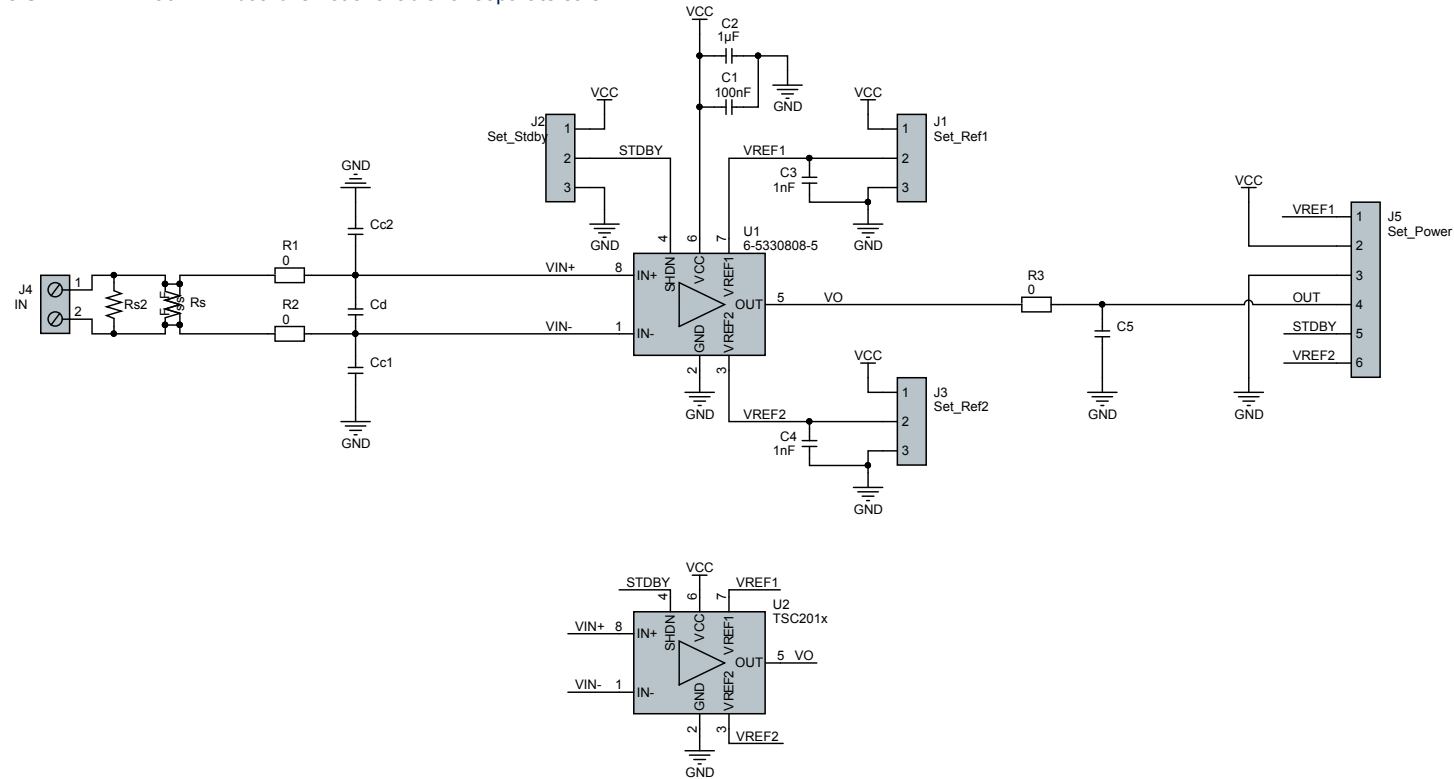 VCC
C2
1µF
C1
100nF
GND
VCC
J2
Set_Stdby
1
2
3
STDBY
GND
VCC
J1
Set_Ref1
1
2
3
VREF1
C3
1nF
GND
GND
Cc2
VCC
VREF1
1
J5
Set_Power
2
3
OUT
4
STDBY
5
VREF2
6
GND
4
6
7
U1
6-5330808-5
SHDN
VCC
VREF1
J4
IN
1
2
Rs2
Rs
R1
0
R2
0
Cd
Cc1
GND
VIN+
8
IN+
VIN-
1
IN-
OUT
5
VO
GND
VREF2
2
3
GND
R3
0
C5
GND
VCC
J3
Set_Ref2
1
2
3
VREF2
C4
1nF
GND
VCC
STDBY
4
6
7
VREF1
U2
TSC201x
SHDN
VCC
VREF1
VIN+
8
IN+
VIN-
1
IN-
OUT
5
VO
GND
VREF2
2
3
VREF2
GND